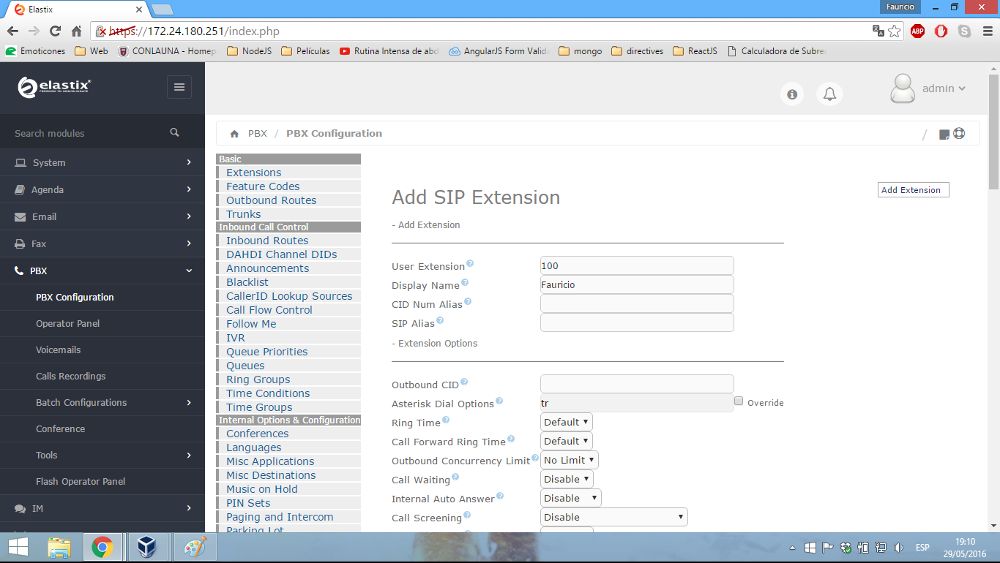 Elastix
Fauricio
https://172.24.180.251/index.php
ABP
Emoticones
Web
CONLAUNA - Homep
NodeJS
Películas
Rutina Intensa de abd
AngularJS Form Valid
mongo
directives
ReactJS
Calculadora de Subre
elastix
FREEDOM TO COMMUNICATE
admin
Search modules
PBX / PBX Configuration /
System
Agenda
Email
Fax
PBX
PBX Configuration
Operator Panel
Voicemails
Calls Recordings
Batch Configurations
Conference
Tools
Flash Operator Panel
IM
Basic
Extensions
Feature Codes
Outbound Routes
Trunks
Inbound Call Control
Inbound Routes
DAHDI Channel DIDs
Announcements
Blacklist
CallerID Lookup Sources
Call Flow Control
Follow Me
IVR
Queue Priorities
Queues
Ring Groups
Time Conditions
Time Groups
Internal Options & Configuration
Conferences
Languages
Misc Applications
Misc Destinations
Music on Hold
PIN Sets
Paging and Intercom
Parking Lot
Add SIP Extension
Add Extension
- Add Extension
User Extension 100
Display Name Fauricio
CID Num Alias
SIP Alias
- Extension Options
Outbound CID
Asterisk Dial Options tr Override
Ring Time Default
Call Forward Ring Time Default
Outbound Concurrency Limit No Limit
Call Waiting Disable
Internal Auto Answer Disable
Call Screening Disable
ESP
19:10
29/05/2016